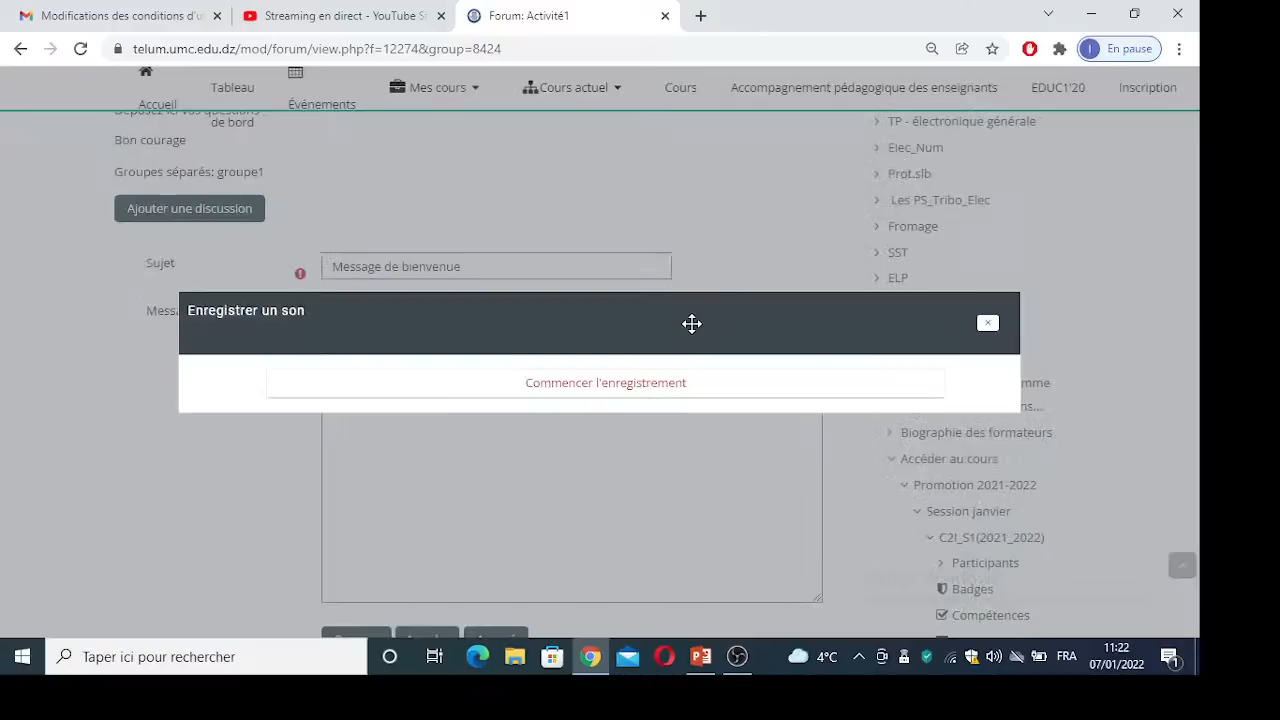 Modifications des conditions d'u
Streaming en direct - YouTube S
Forum: Activité1
telum.umc.edu.dz/mod/forum/view.php?f=12274&group=8424
En pause
Accueil
Tableau de bord
Événements
Mes cours
Cours actuel
Cours
Accompagnement pédagogique des enseignants
EDUC1'20
Inscription
Bon courage
Groupes séparés: groupe1
Ajouter une discussion
Sujet
Message de bienvenue
Mess
Enregistrer un son
Commencer l'enregistrement
TP - électronique générale
Elec_Num
Prot.slb
Les PS_Tribo_Elec
Fromage
SST
ELP
mme
ns...
Biographie des formateurs
Accéder au cours
Promotion 2021-2022
Session janvier
C2I_S1(2021_2022)
Participants
Badges
Compétences
Taper ici pour rechercher
4°C
FRA
11:22
07/01/2022
1